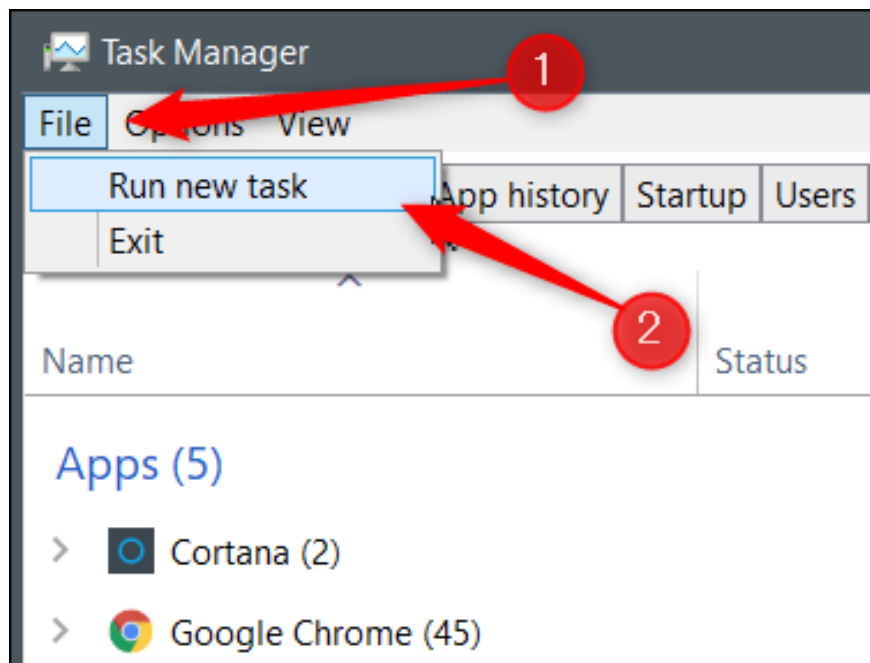 Task Manager
1
File Options View
Run new task
App history Startup Users
Exit
2
Name Status
Apps (5)
Cortana (2)
Google Chrome (45)